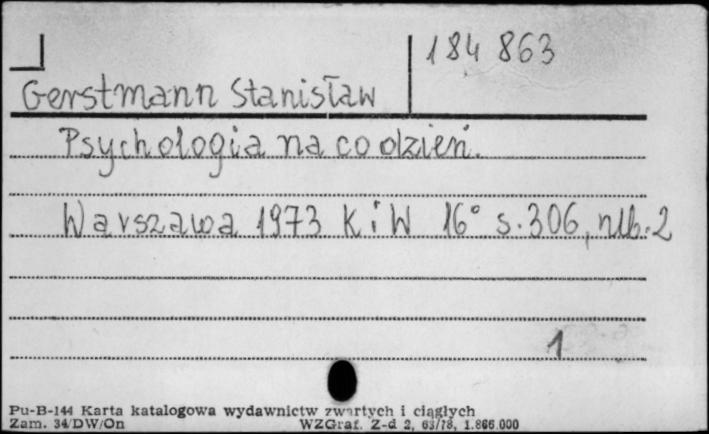 184 863
Gerstmann Stanisław
Psychologia na co dzień.
Warszawa 1973 K i W 16° s. 306, nlb. 2
1
Pu-B-144 Karta katalogowa wydawnictw zwartych i ciągłych
Zam. 34/DW/On WZGraf. Z-d 2, 63/78, 1.866.000